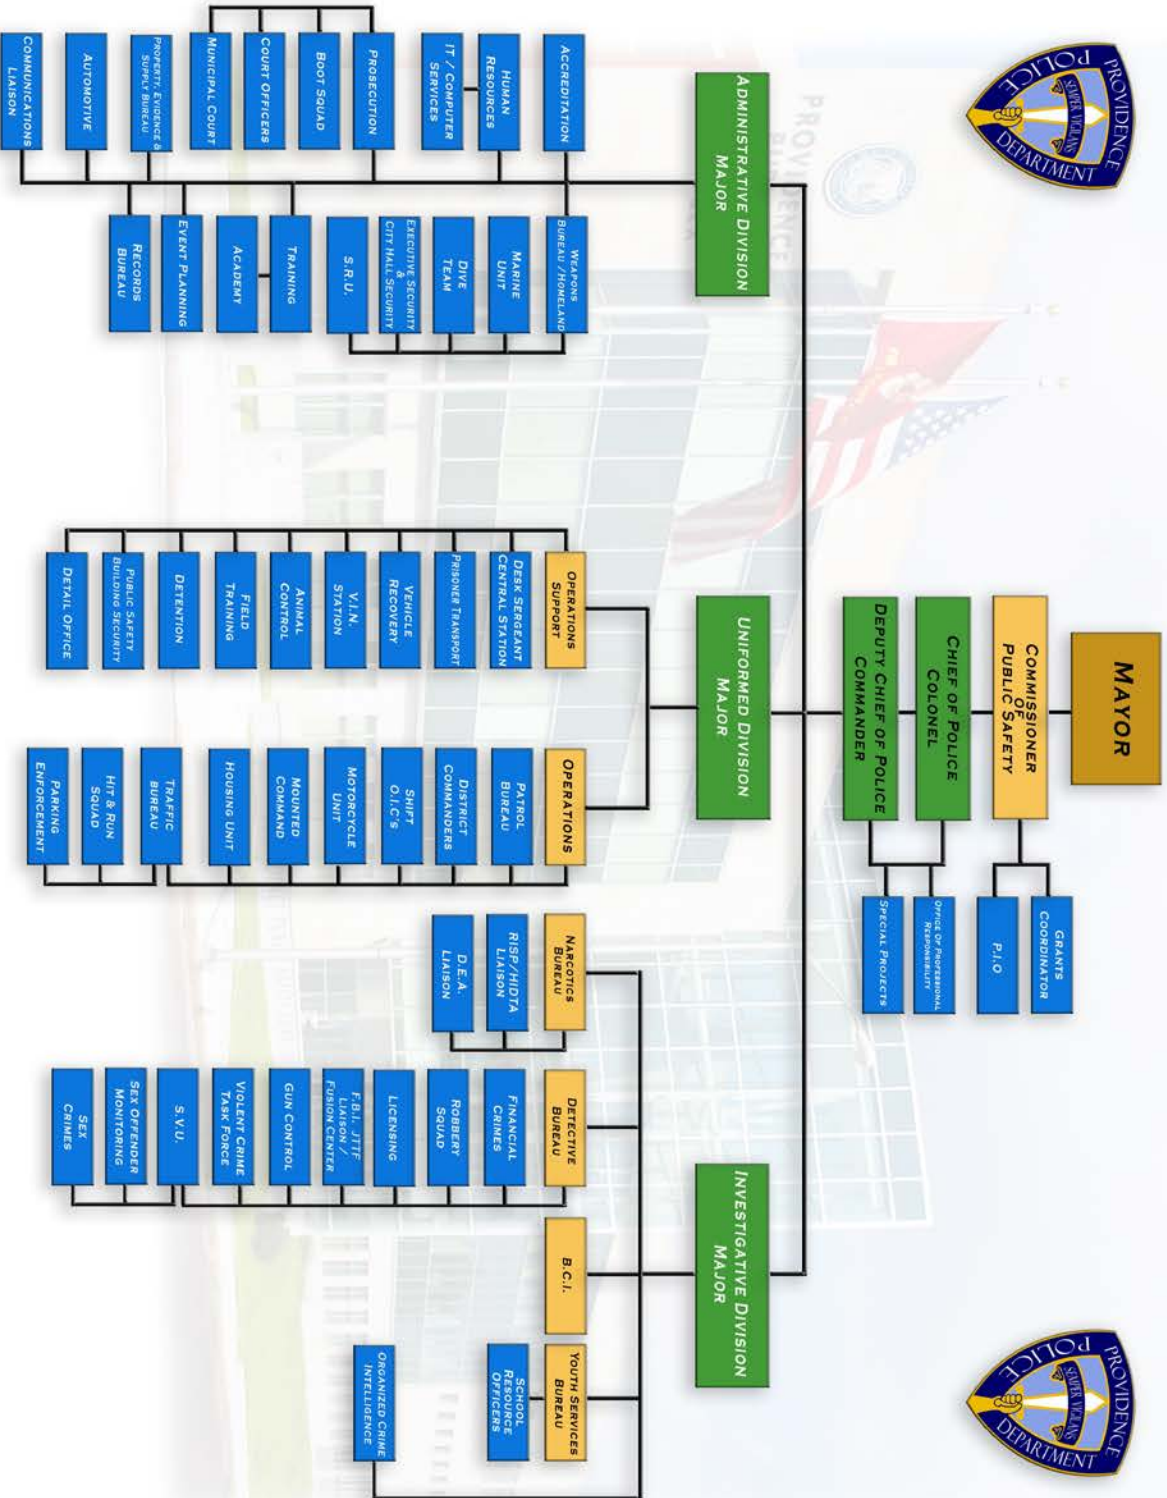 PROVIDENCE
POLICE
SEMPER VIGILANS
DEPARTMENT
PROVIDENCE
POLICE
SEMPER VIGILANS
DEPARTMENT
MAYOR
COMMISSIONER
OF
PUBLIC SAFETY
GRANTS
COORDINATOR
P.I.O
CHIEF OF POLICE
COLONEL
OFFICE OF PROFESSIONAL
RESPONSIBILITY
DEPUTY CHIEF OF POLICE
COMMANDER
SPECIAL PROJECTS
ADMINISTRATIVE DIVISION
MAJOR
ACCREDITATION
HUMAN
RESOURCES
IT / COMPUTER
SERVICES
PROSECUTION
BOOT SQUAD
COURT OFFICERS
MUNICIPAL COURT
PROPERTY, EVIDENCE &
SUPPLY BUREAU
AUTOMOTIVE
COMMUNICATIONS
LIAISON
WEAPONS
BUREAU / HOMELAND
MARINE
UNIT
DIVE
TEAM
EXECUTIVE SECURITY
&
CITY HALL SECURITY
S.R.U.
TRAINING
ACADEMY
EVENT PLANNING
RECORDS
BUREAU
UNIFORMED DIVISION
MAJOR
OPERATIONS
SUPPORT
DESK SERGEANT
CENTRAL STATION
PRISONER TRANSPORT
VEHICLE
RECOVERY
V.I.N.
STATION
ANIMAL
CONTROL
FIELD
TRAINING
DETENTION
PUBLIC SAFETY
BUILDING SECURITY
DETAIL OFFICE
OPERATIONS
PATROL
BUREAU
DISTRICT
COMMANDERS
SHIFT
O.I.C'S
MOTORCYCLE
UNIT
MOUNTED
COMMAND
HOUSING UNIT
TRAFFIC
BUREAU
HIT & RUN
SQUAD
PARKING
ENFORCEMENT
INVESTIGATIVE DIVISION
MAJOR
NARCOTICS
BUREAU
RISP/HIDTA
LIAISON
D.E.A.
LIAISON
DETECTIVE
BUREAU
FINANCIAL
CRIMES
ROBBERY
SQUAD
LICENSING
F.B.I. JTTF
LIAISON /
FUSION CENTER
GUN CONTROL
VIOLENT CRIME
TASK FORCE
S.V.U.
SEX OFFENDER
MONITORING
SEX
CRIMES
B.C.I.
YOUTH SERVICES
BUREAU
SCHOOL
RESOURCE
OFFICERS
ORGANIZED CRIME
INTELLIGENCE
PROVIDENCE